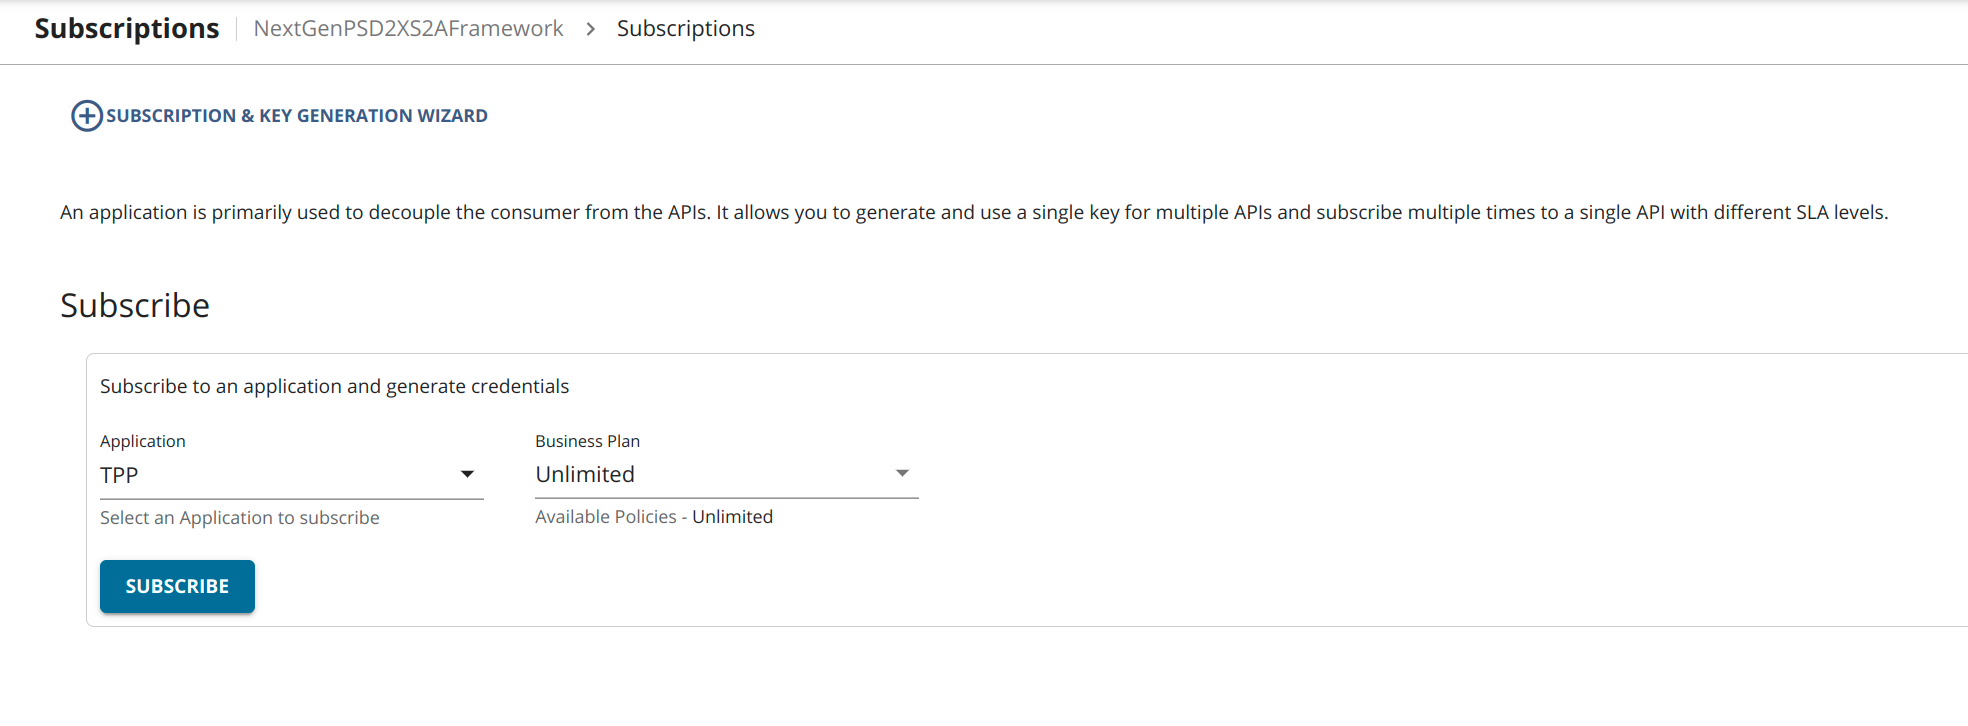 Subscriptions NextGenPSD2XS2AFramework > Subscriptions
SUBSCRIPTION & KEY GENERATION WIZARD
An application is primarily used to decouple the consumer from the APIs. It allows you to generate and use a single key for multiple APIs and subscribe multiple times to a single API with different SLA levels.
Subscribe
Subscribe to an application and generate credentials
Application Business Plan
TPP Unlimited
Select an Application to subscribe Available Policies - Unlimited
SUBSCRIBE